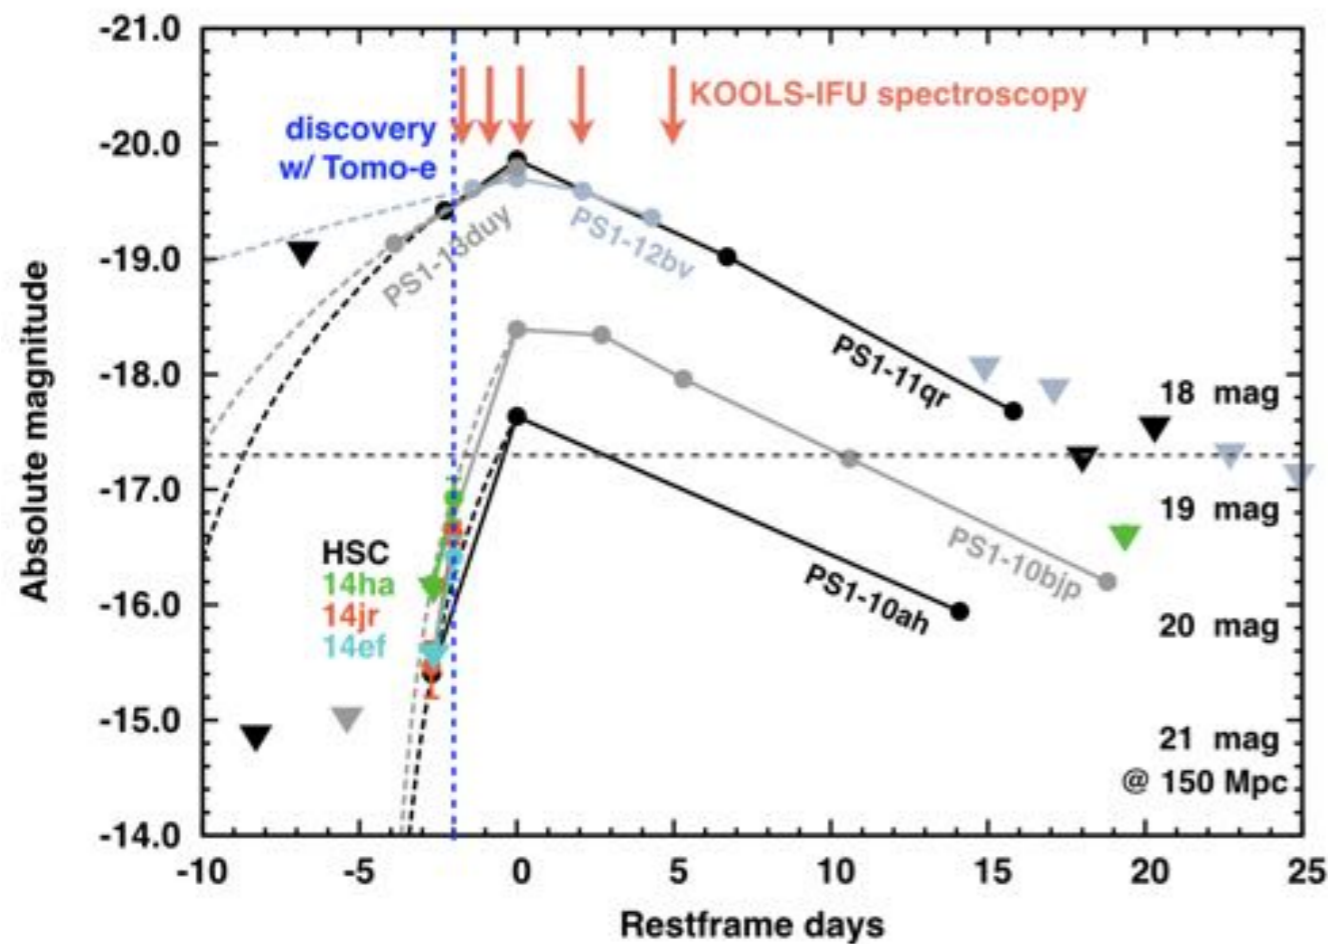 -21.0
KOOLS-IFU spectroscopy
discovery
w/ Tomo-e
-20.0
PS1-13duy
PS1-12bv
-19.0
PS1-11qr
-18.0
18 mag
-17.0
19 mag
HSC
14ha
14jr
14ef
PS1-10bjp
PS1-10ah
-16.0
20 mag
-15.0
21 mag
@ 150 Mpc
-14.0
Absolute magnitude
-10 -5 0 5 10 15 20 25
Restframe days